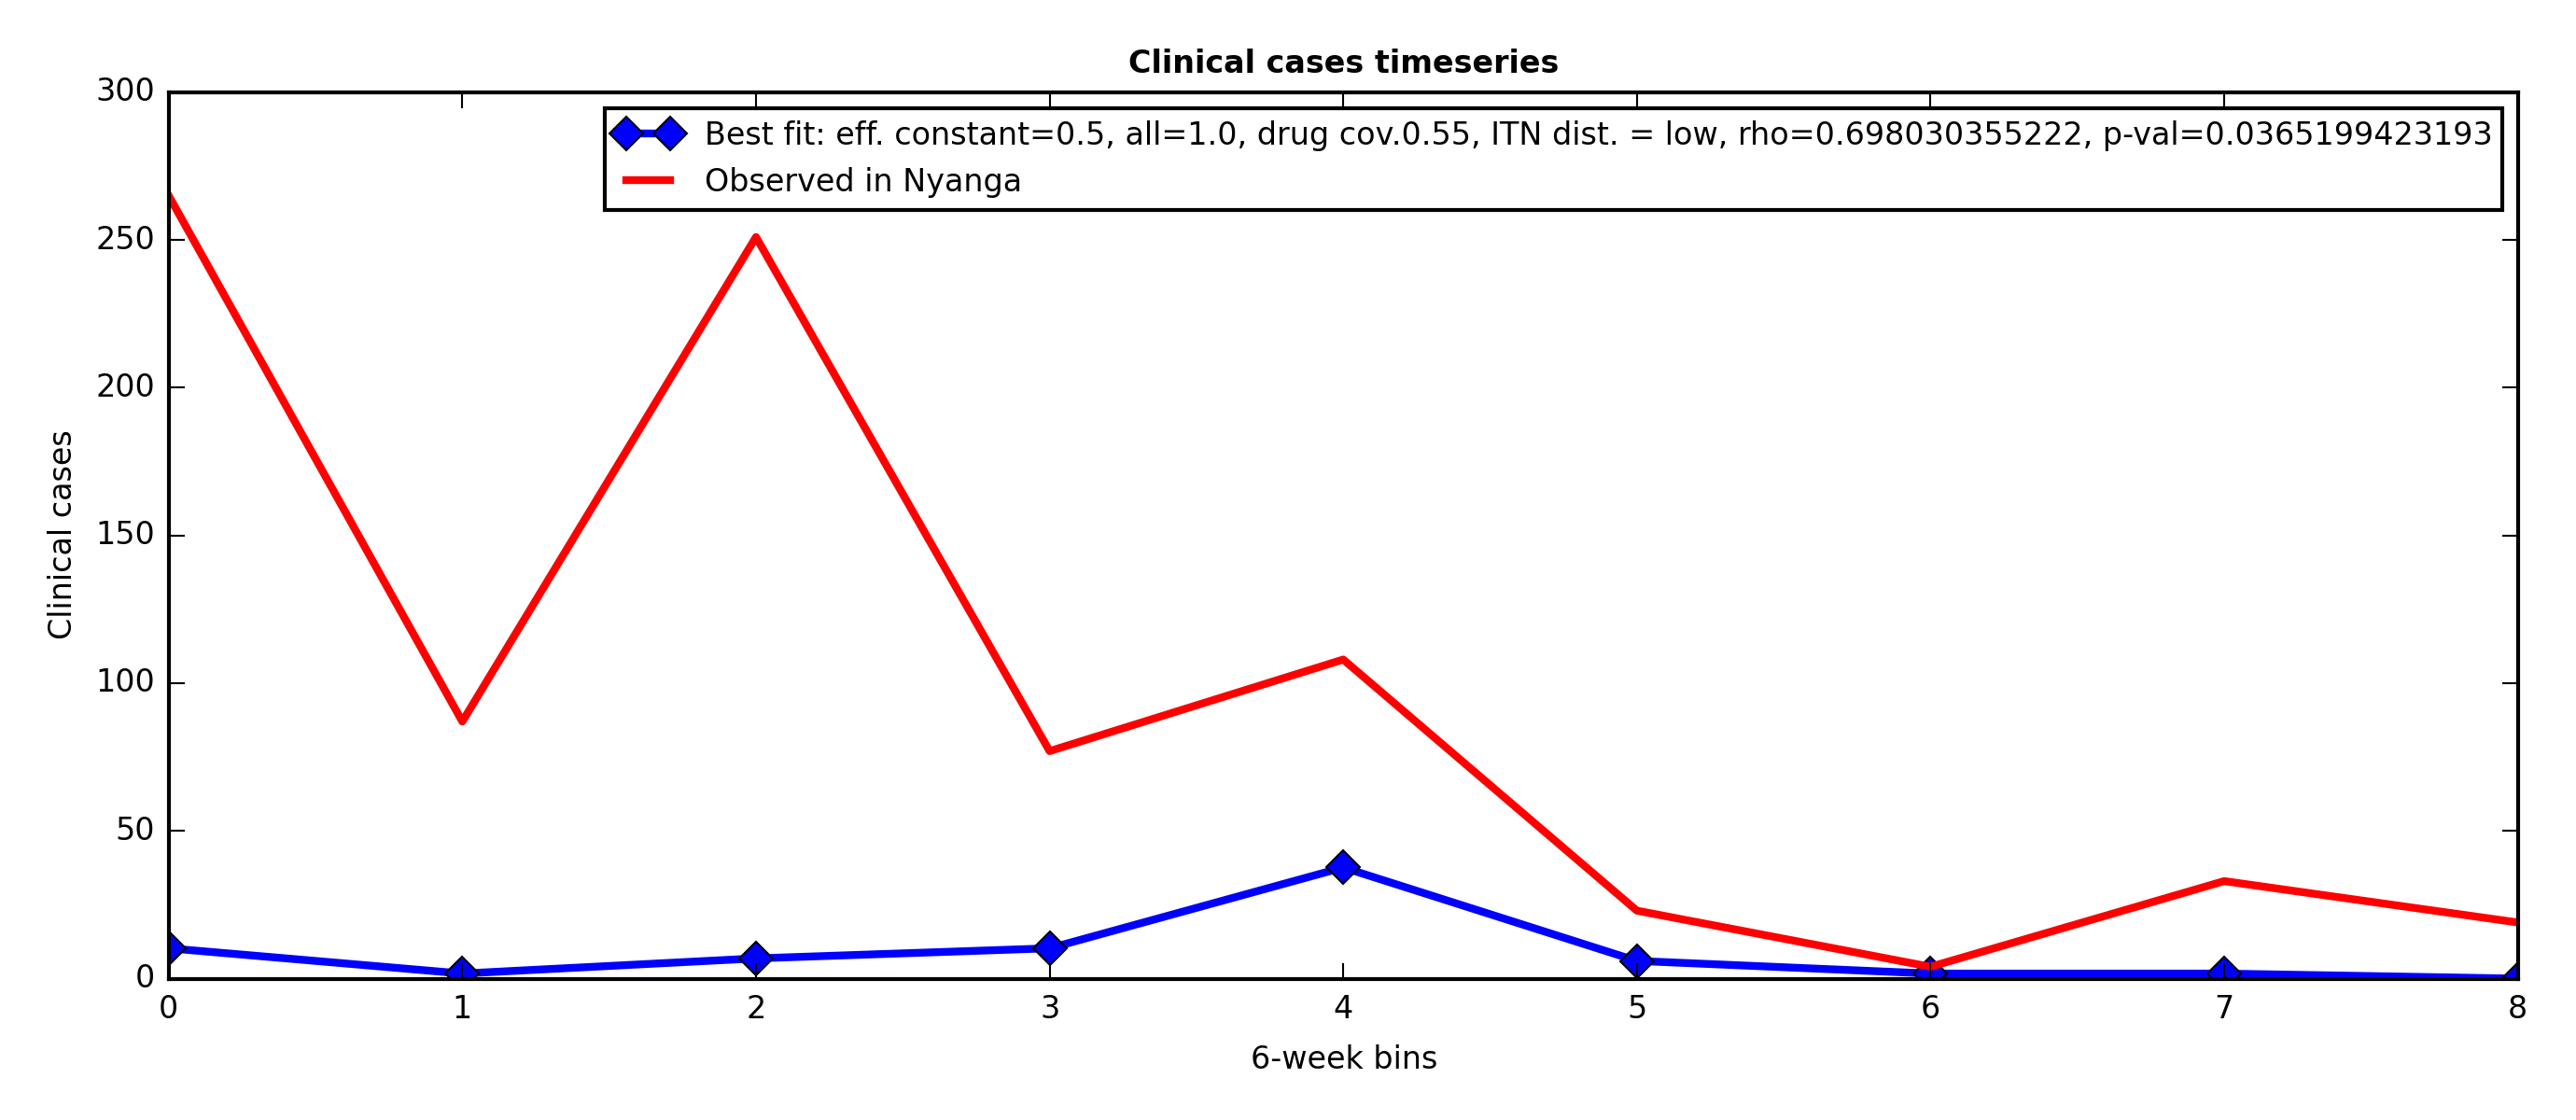 Clinical cases timeseries
300
250
200
150
100
50
0
Clinical cases
Best fit: eff. constant=0.5, all=1.0, drug cov.0.55, ITN dist. = low, rho=0.698030355222, p-val=0.0365199423193
Observed in Nyanga
0 1 2 3 4 5 6 7 8
6-week bins